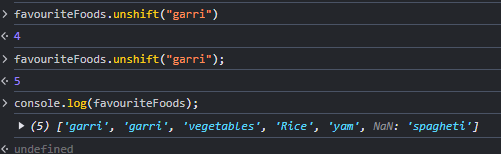 > favouriteFoods.unshift("garri")
<· 4
> favouriteFoods.unshift("garri");
<· 5
> console.log(favouriteFoods);
▶ (5) ['garri', 'garri', 'vegetables', 'Rice', 'yam', NaN: 'spagheti']
<· undefined